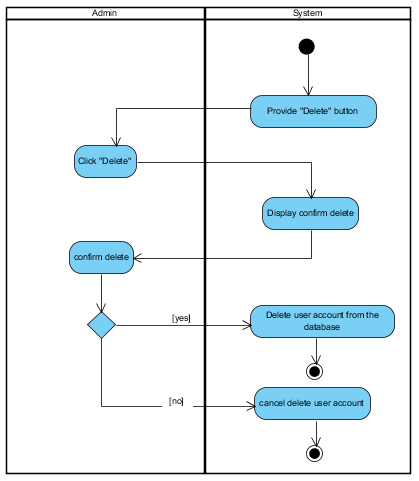 Admin
System
Provide "Delete" button
Click "Delete"
Display confirm delete
confirm delete
[yes]
Delete user account from the
database
[no]
cancel delete user account